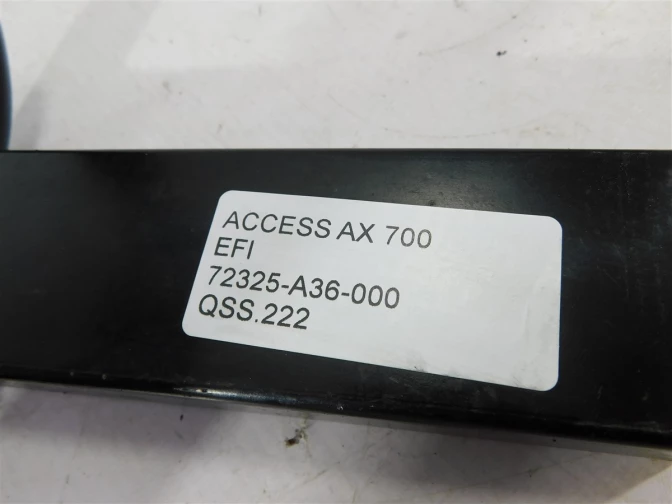 ACCESS AX 700
EFI
72325-A36-000
QSS.222